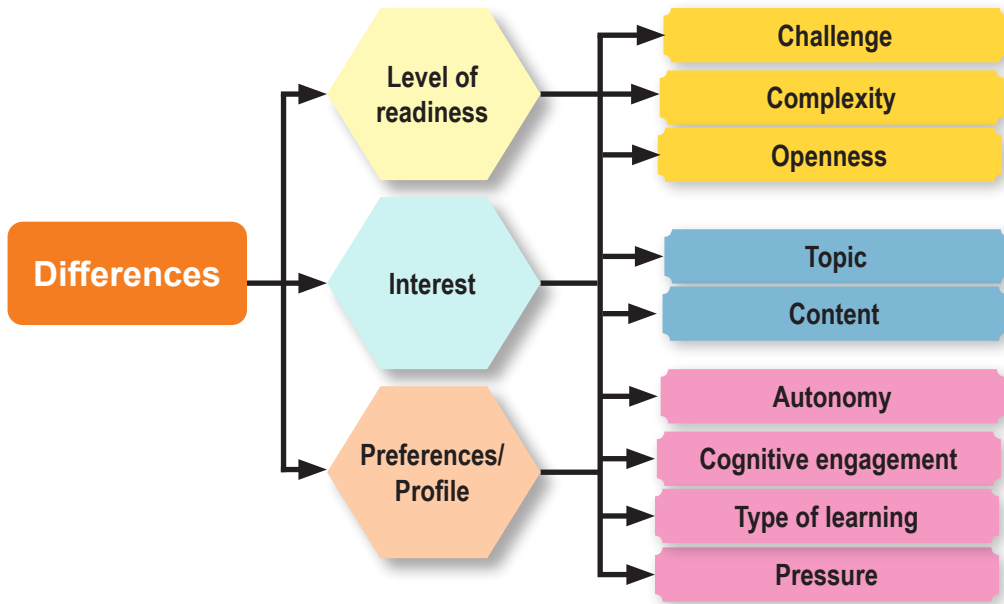 Differences
Level of
readiness
Interest
Preferences/
Profile
Challenge
Complexity
Openness
Topic
Content
Autonomy
Cognitive engagement
Type of learning
Pressure